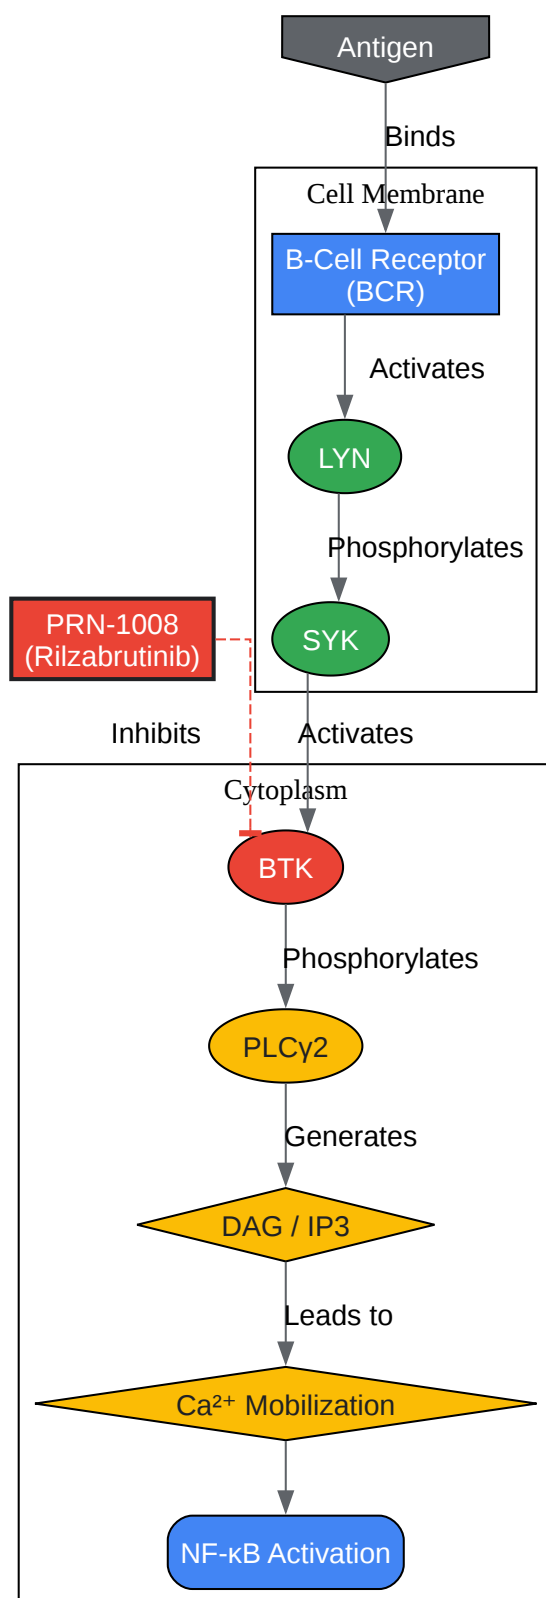 Antigen
Binds
Cell Membrane
B-Cell Receptor
(BCR)
Activates
LYN
Phosphorylates
PRN-1008
(Rilzabrutinib)
SYK
Inhibits
Activates
Cytoplasm
BTK
Phosphorylates
PLCγ2
Generates
DAG / IP3
Leads to
Ca²⁺ Mobilization
NF-κB Activation